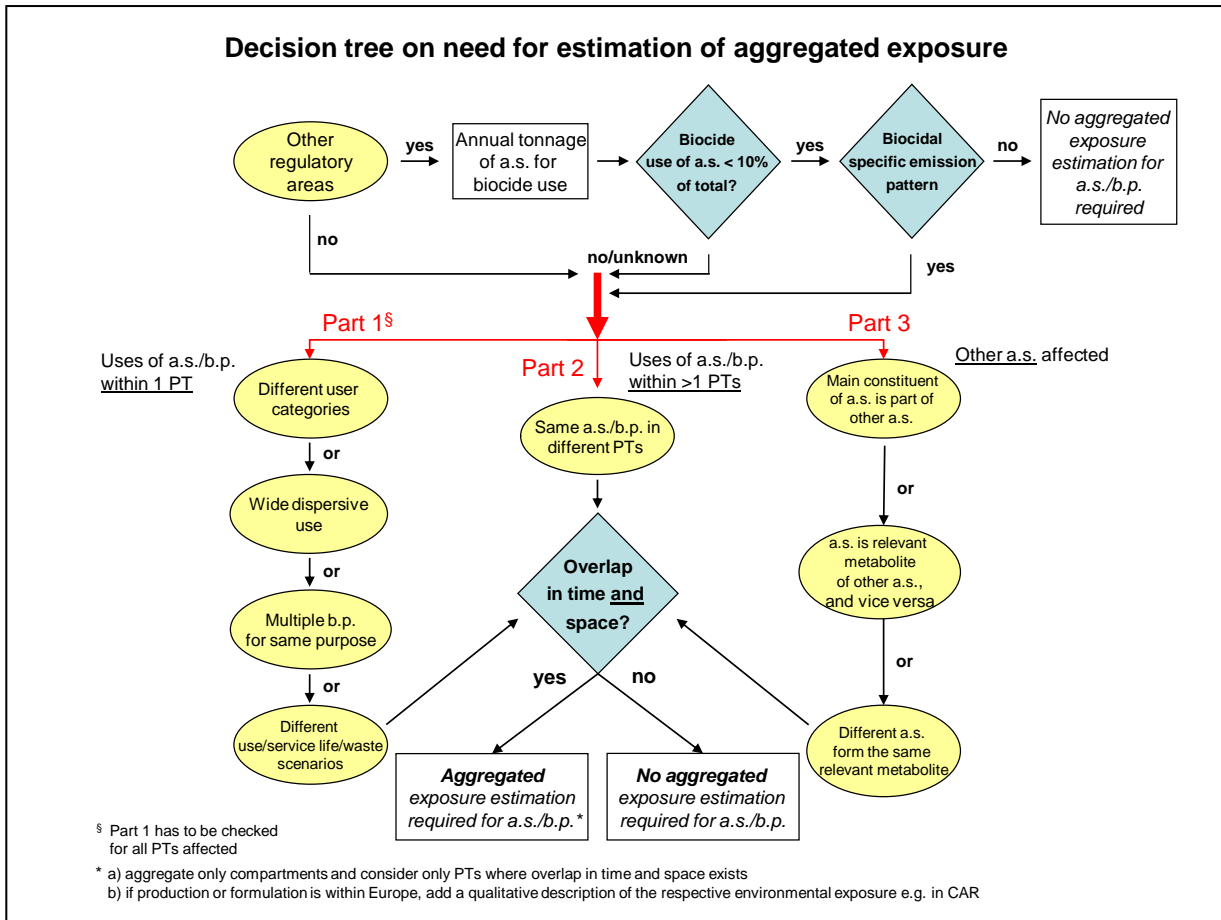 Decision tree on need for estimation of aggregated exposure
Other
regulatory
areas
yes
Annual tonnage
of a.s. for
biocide use
Biocide
use of a.s. < 10%
of total?
yes
Biocidal
specific emission
pattern
no
No aggregated
exposure
estimation for
a.s./b.p.
required
no
no/unknown
yes
Part 1§
Part 2
Part 3
Uses of a.s./b.p.
within 1 PT
Uses of a.s./b.p.
within >1 PTs
Other a.s. affected
Different user
categories
or
Wide dispersive
use
or
Multiple b.p.
for same purpose
or
Different
use/service life/waste
scenarios
Same a.s./b.p. in
different PTs
Overlap
in time and
space?
yes
no
Main constituent
of a.s. is part of
other a.s.
or
a.s. is relevant
metabolite
of other a.s.,
and vice versa
or
Different a.s.
form the same
relevant metabolite
Aggregated
exposure estimation
required for a.s./b.p.*
No aggregated
exposure estimation
required for a.s./b.p.
§ Part 1 has to be checked
for all PTs affected
* a) aggregate only compartments and consider only PTs where overlap in time and space exists
b) if production or formulation is within Europe, add a qualitative description of the respective environmental exposure e.g. in CAR